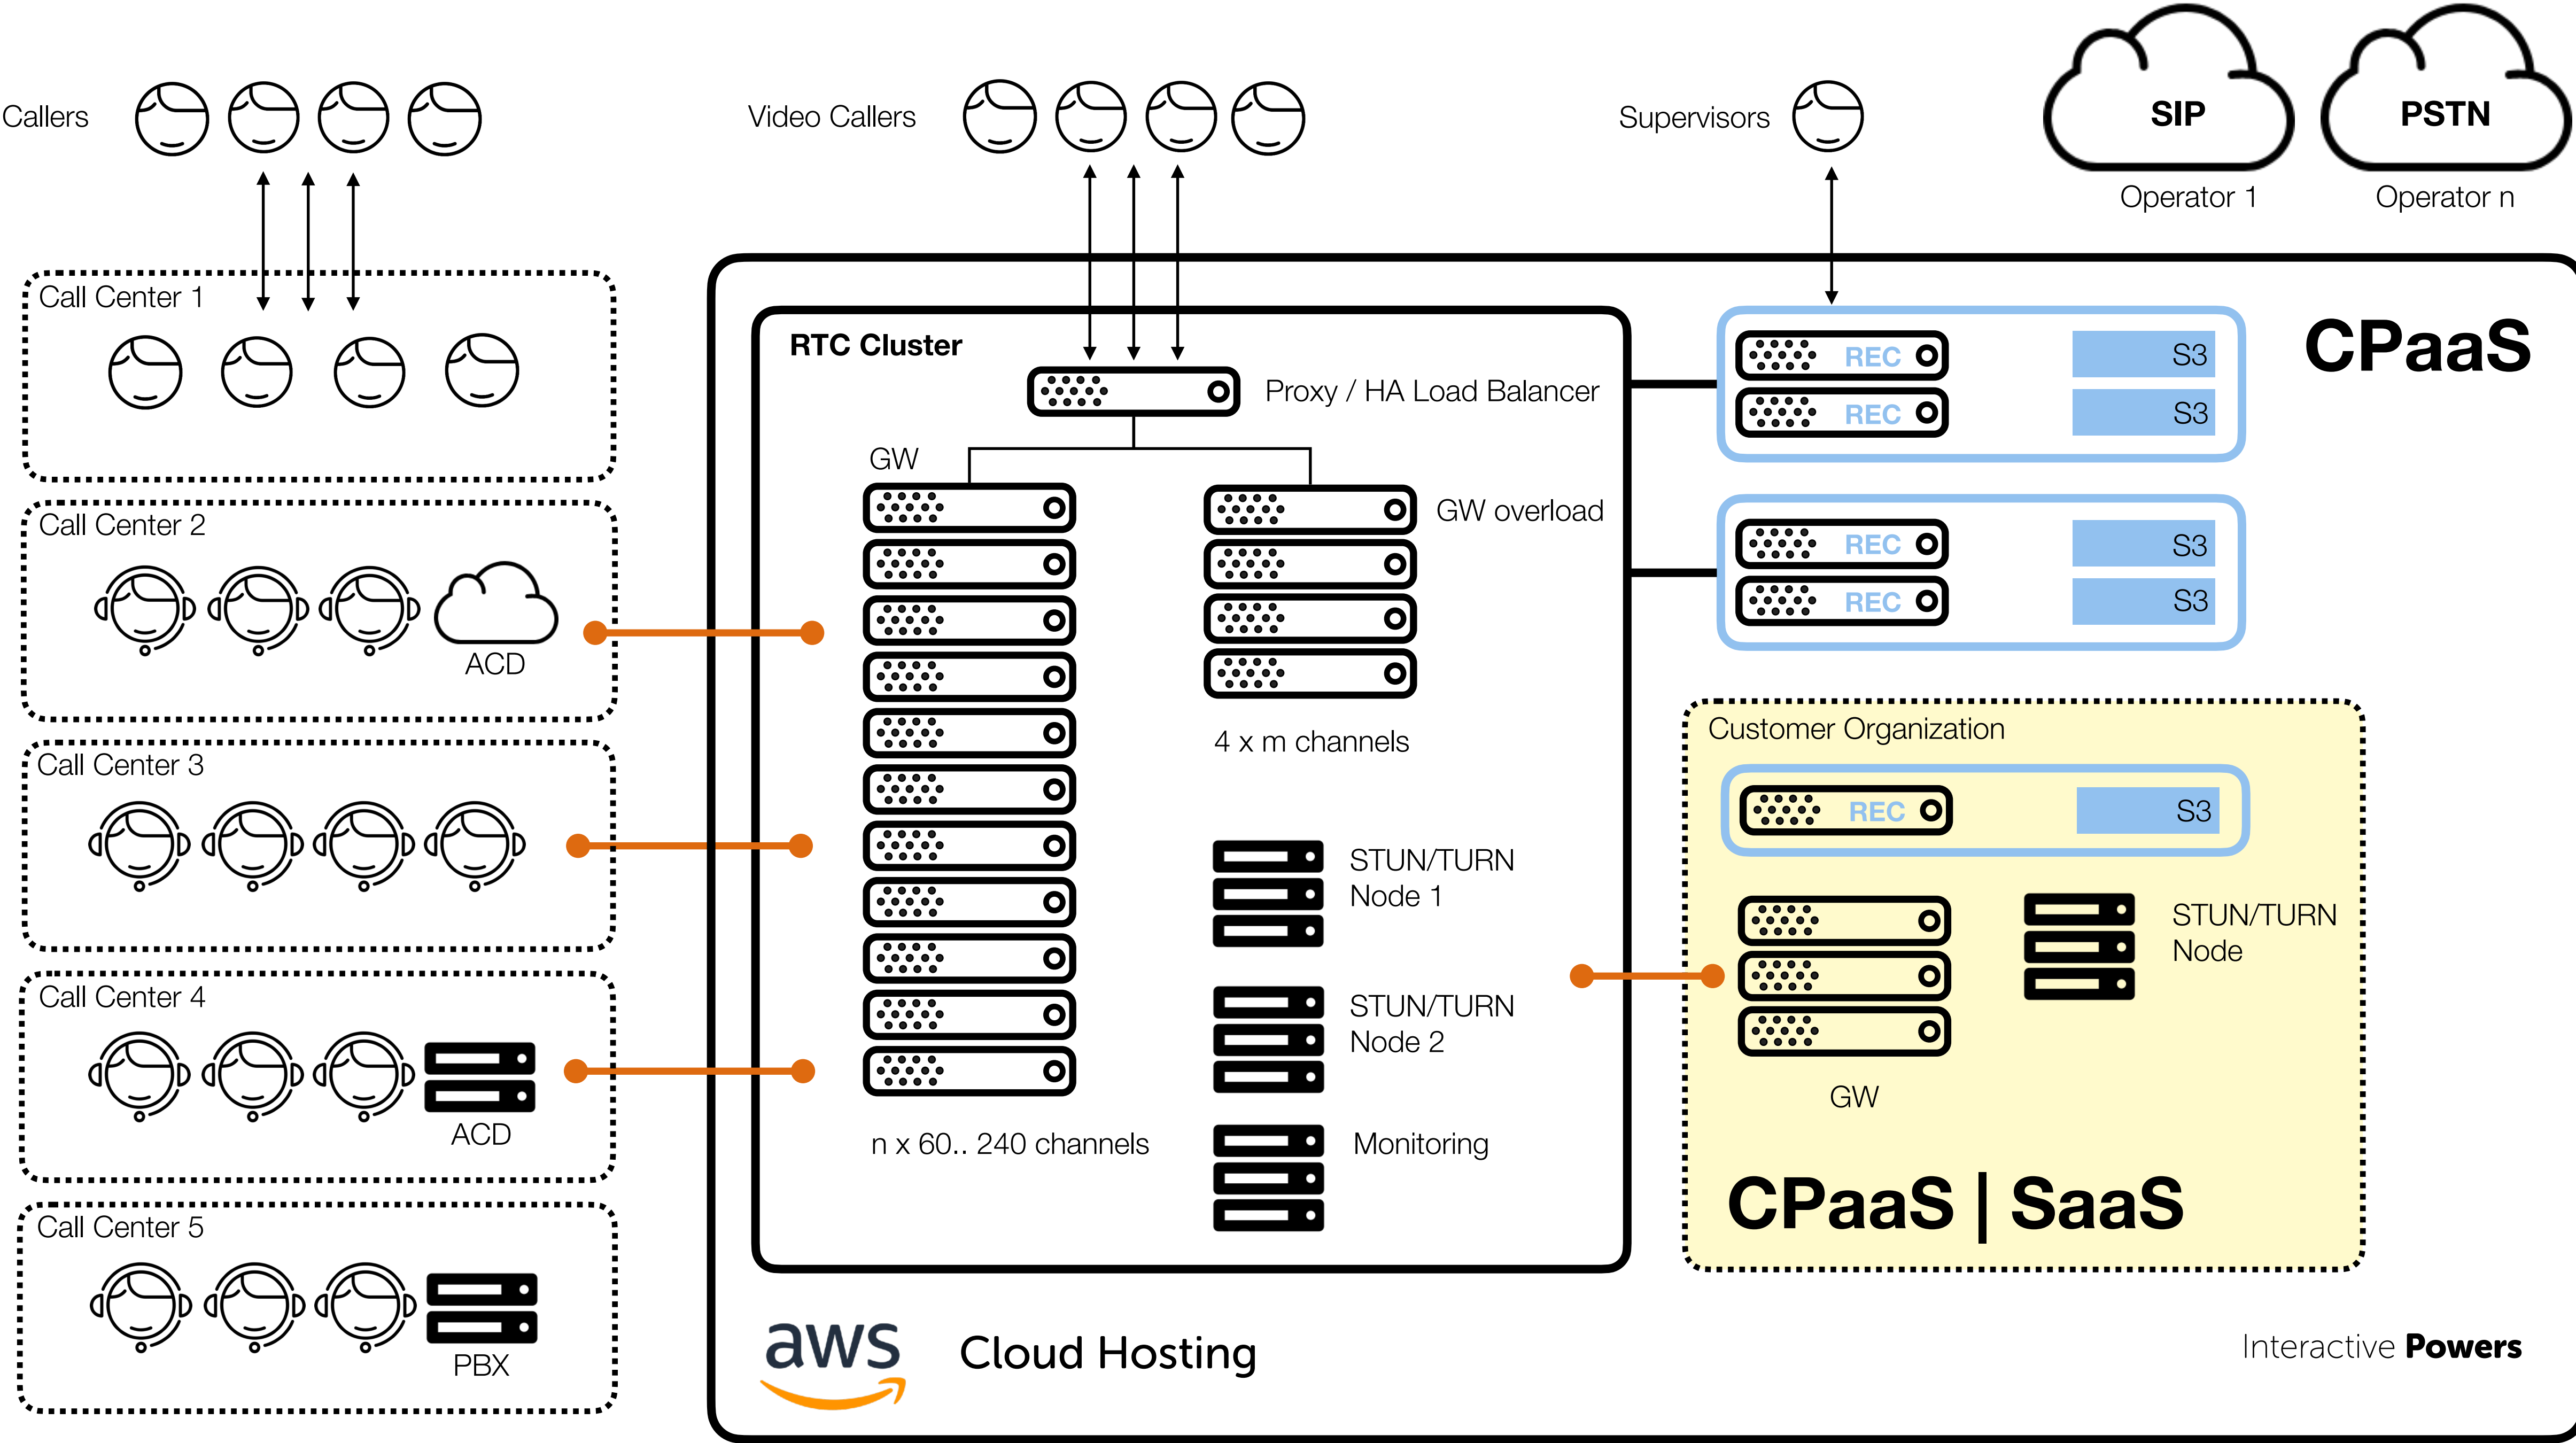 Callers
Video Callers
Supervisors
SIP
PSTN
Operator 1
Operator n
Call Center 1
Call Center 2
ACD
Call Center 3
Call Center 4
ACD
Call Center 5
PBX
RTC Cluster
Proxy / HA Load Balancer
GW
GW overload
4 x m channels
STUN/TURN
Node 1
STUN/TURN
Node 2
n x 60.. 240 channels
Monitoring
CPaaS
REC
S3
REC
S3
REC
S3
REC
S3
Customer Organization
REC
S3
STUN/TURN
Node
GW
CPaaS | SaaS
aws
Cloud Hosting
Interactive Powers